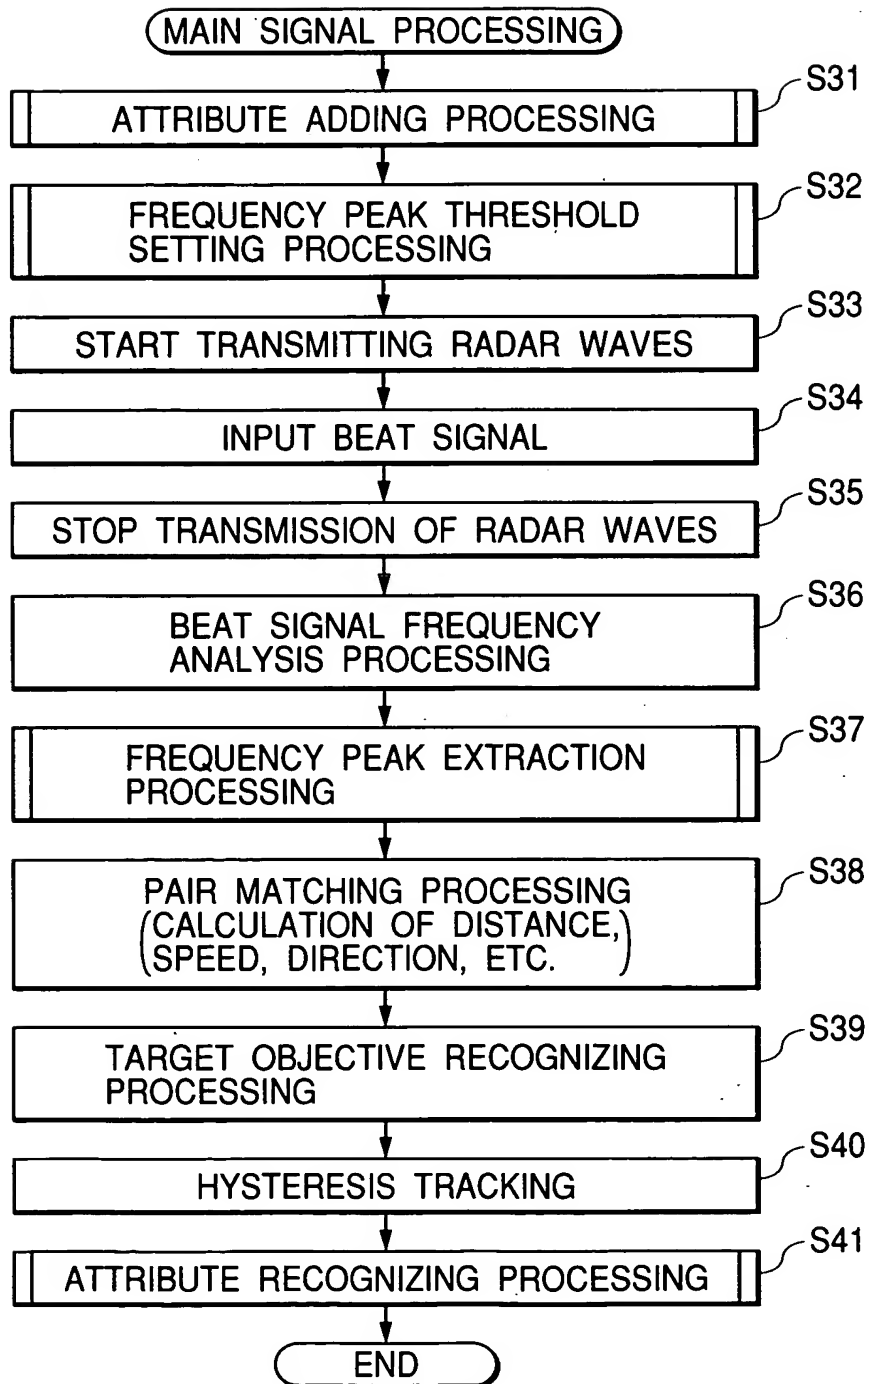 MAIN SIGNAL PROCESSING
S31
ATTRIBUTE ADDING PROCESSING
S32
FREQUENCY PEAK THRESHOLD
SETTING PROCESSING
S33
START TRANSMITTING RADAR WAVES
S34
INPUT BEAT SIGNAL
S35
STOP TRANSMISSION OF RADAR WAVES
S36
BEAT SIGNAL FREQUENCY
ANALYSIS PROCESSING
S37
FREQUENCY PEAK EXTRACTION
PROCESSING
S38
PAIR MATCHING PROCESSING
(CALCULATION OF DISTANCE,
SPEED, DIRECTION, ETC.)
S39
TARGET OBJECTIVE RECOGNIZING
PROCESSING
S40
HYSTERESIS TRACKING
S41
ATTRIBUTE RECOGNIZING PROCESSING
END